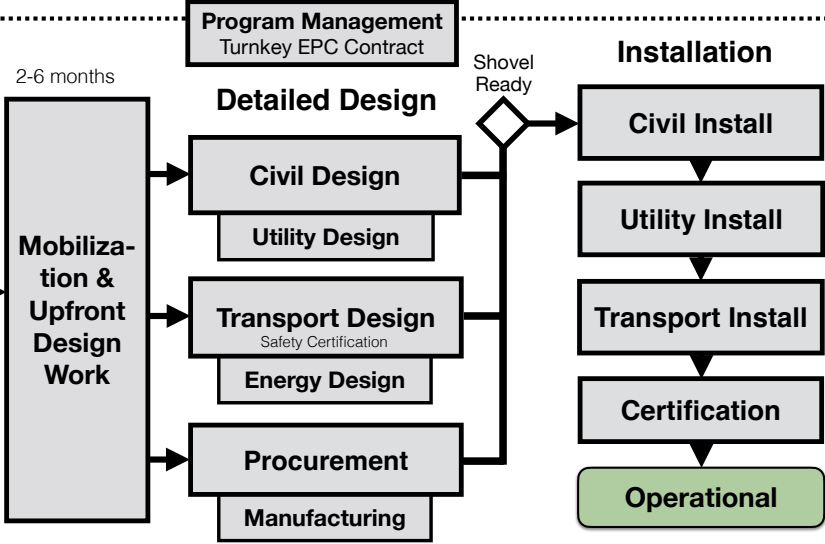 Program Management
Turnkey EPC Contract
2-6 months
Mobiliza-
tion &
Upfront
Design
Work
Detailed Design
Civil Design
Utility Design
Transport Design
Safety Certification
Energy Design
Procurement
Manufacturing
Shovel
Ready
Installation
Civil Install
Utility Install
Transport Install
Certification
Operational